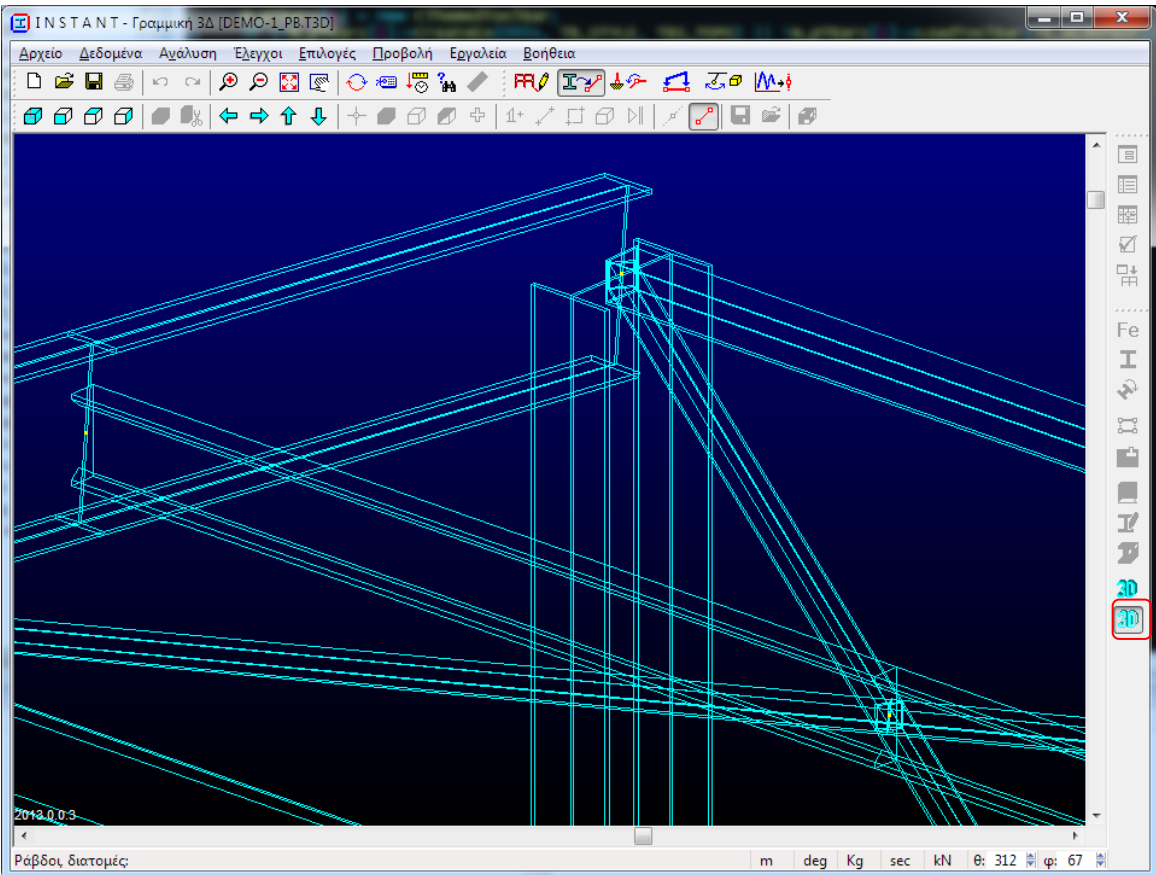 I N S T A N T - Γραμμική 3Δ [DEMO-1_PB.T3D]
Αρχείο Δεδομένα Ανάλυση Έλεγχοι Επιλογές Προβολή Εργαλεία Βοήθεια
1+
Fe
3D
3D
2013.0.0.3
Ράβδοι, διατομές: m deg Kg sec kN θ: 312 φ: 67